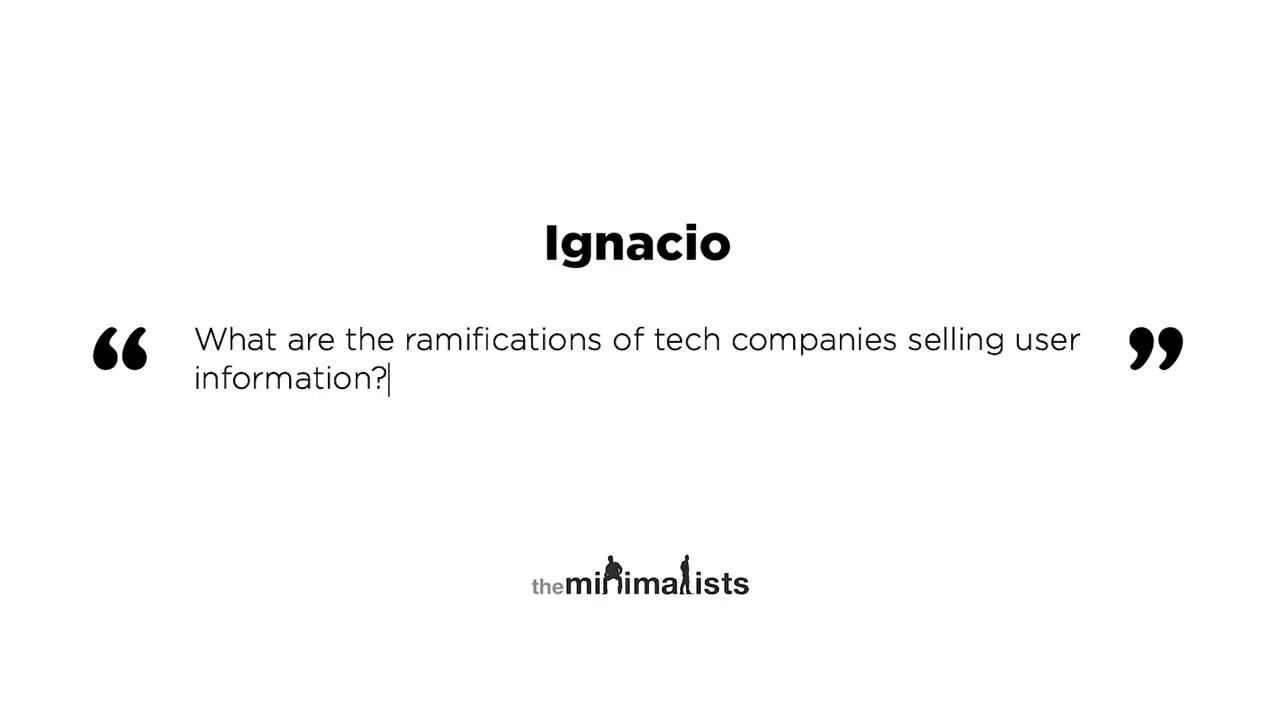 Ignacio
“ What are the ramifications of tech companies selling user ”
information?
theminimalists